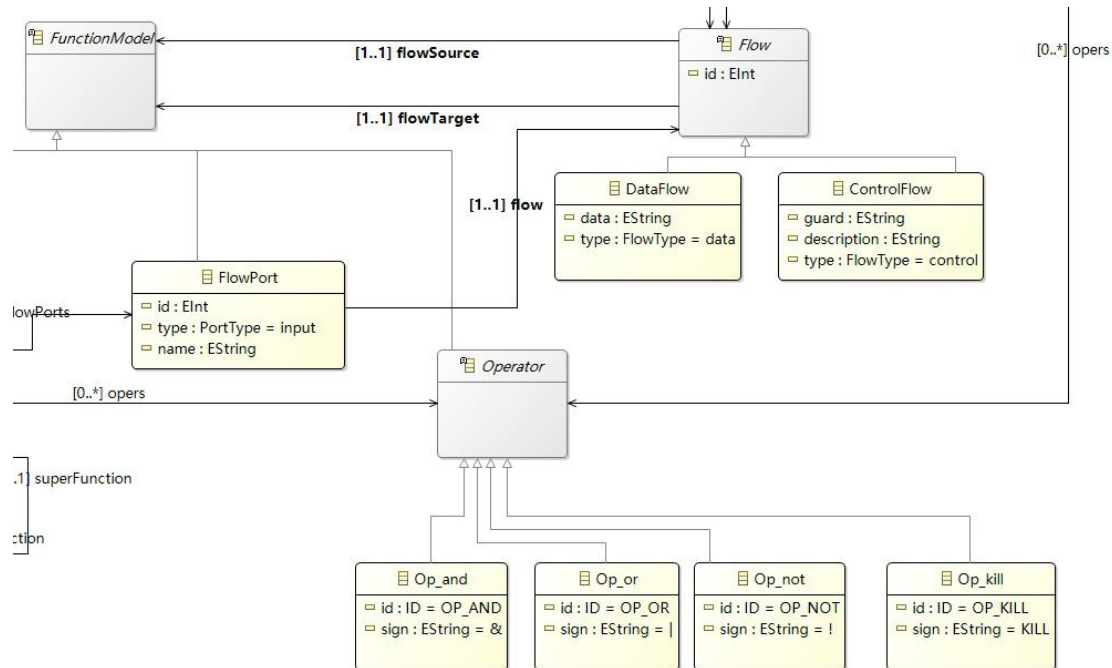 FunctionModel
[1..1] flowSource
[1..1] flowTarget
Flow
id : EInt
[0..*] opers
[1..1] flow
DataFlow
data : EString
type : FlowType = data
ControlFlow
guard : EString
description : EString
type : FlowType = control
FlowPort
id : EInt
type : PortType = input
name : EString
lowPorts
[0..*] opers
Operator
.1] superFunction
ction
Op_and
id : ID = OP_AND
sign : EString = &
Op_or
id : ID = OP_OR
sign : EString = |
Op_not
id : ID = OP_NOT
sign : EString = !
Op_kill
id : ID = OP_KILL
sign : EString = KILL